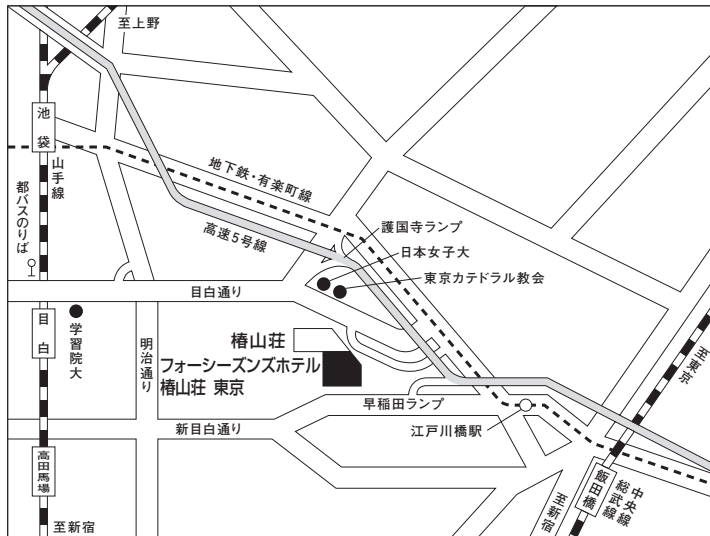 至上野
池袋
山手線
都バスのりば
地下鉄・有楽町線
高速5号線
護国寺ランプ
日本女子大
東京カテドラル教会
目白通り
目白
学習院大
明治通り
椿山荘
フォーシーズンズホテル
椿山荘 東京
早稲田ランプ
江戸川橋駅
新目白通り
高田馬場
至新宿
至東京
飯田橋
中央線
総武線
至新宿